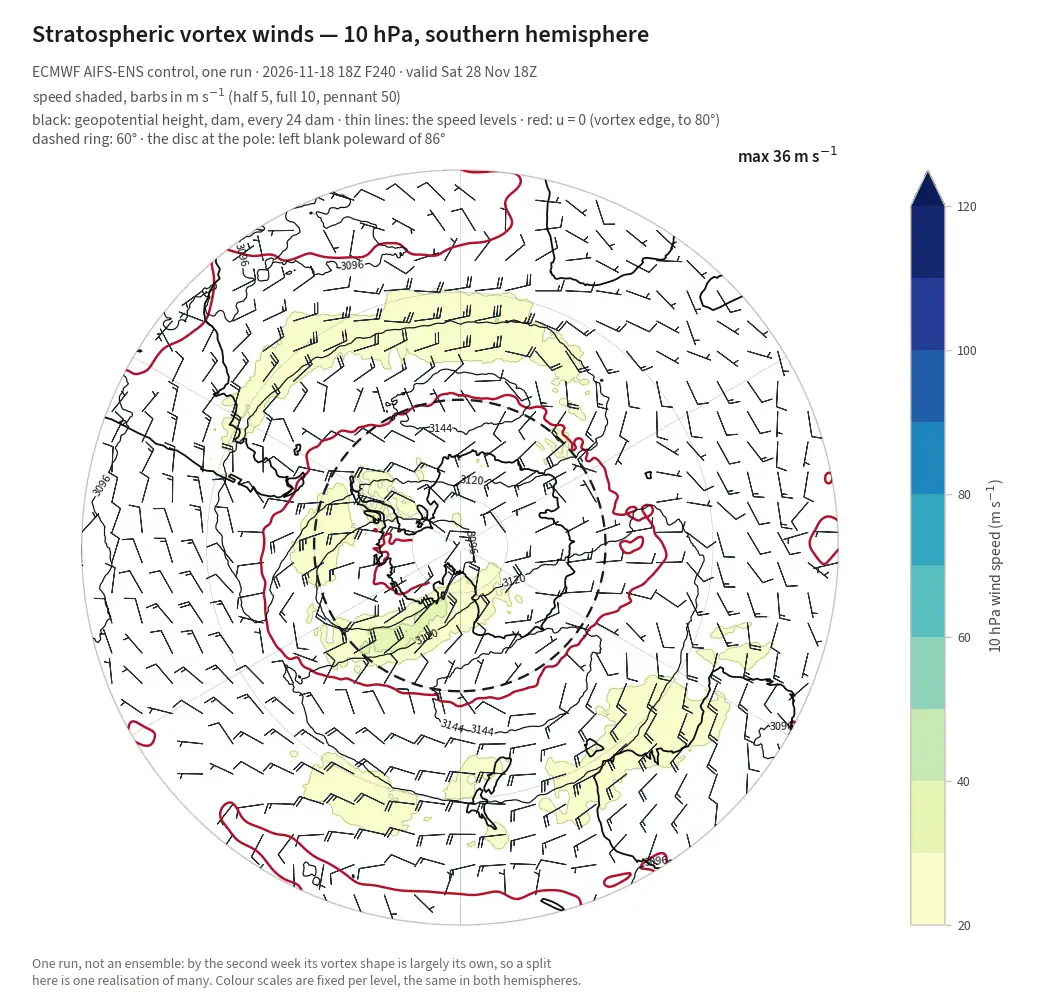 Stratospheric vortex winds — 10 hPa, southern hemisphere
ECMWF AIFS-ENS control, one run · 2026-11-18 18Z F240 · valid Sat 28 Nov 18Z
speed shaded, barbs in m s⁻¹ (half 5, full 10, pennant 50)
black: geopotential height, dam, every 24 dam · thin lines: the speed levels · red: u = 0 (vortex edge, to 80°)
dashed ring: 60° · the disc at the pole: left blank poleward of 86°
max 36 m s⁻¹
120
100
80
60
40
20
10 hPa wind speed (m s⁻¹)
3096
3096
3144
3120
3096
3096
3120
3144
3144
3096
3096
One run, not an ensemble: by the second week its vortex shape is largely its own, so a split
here is one realisation of many. Colour scales are fixed per level, the same in both hemispheres.